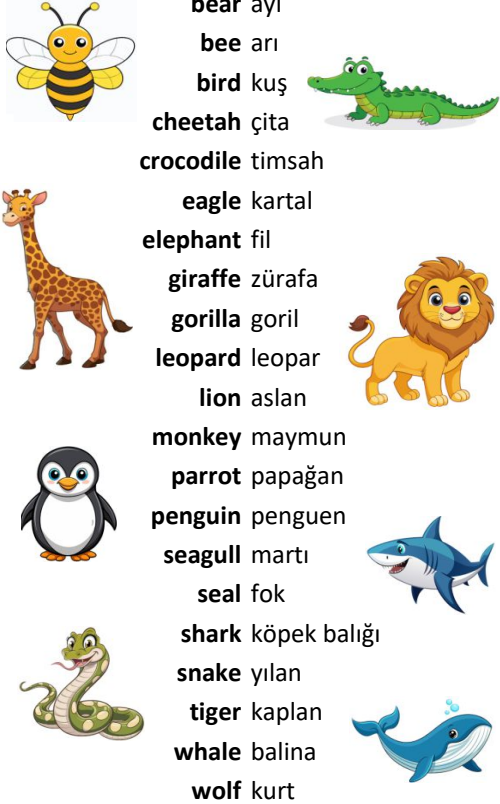 bear ayı
bee arı
bird kuş
cheetah çita
crocodile timsah
eagle kartal
elephant fil
giraffe zürafa
gorilla goril
leopard leopar
lion aslan
monkey maymun
parrot papağan
penguin penguen
seagull martı
seal fok
shark köpek balığı
snake yılan
tiger kaplan
whale balina
wolf kurt